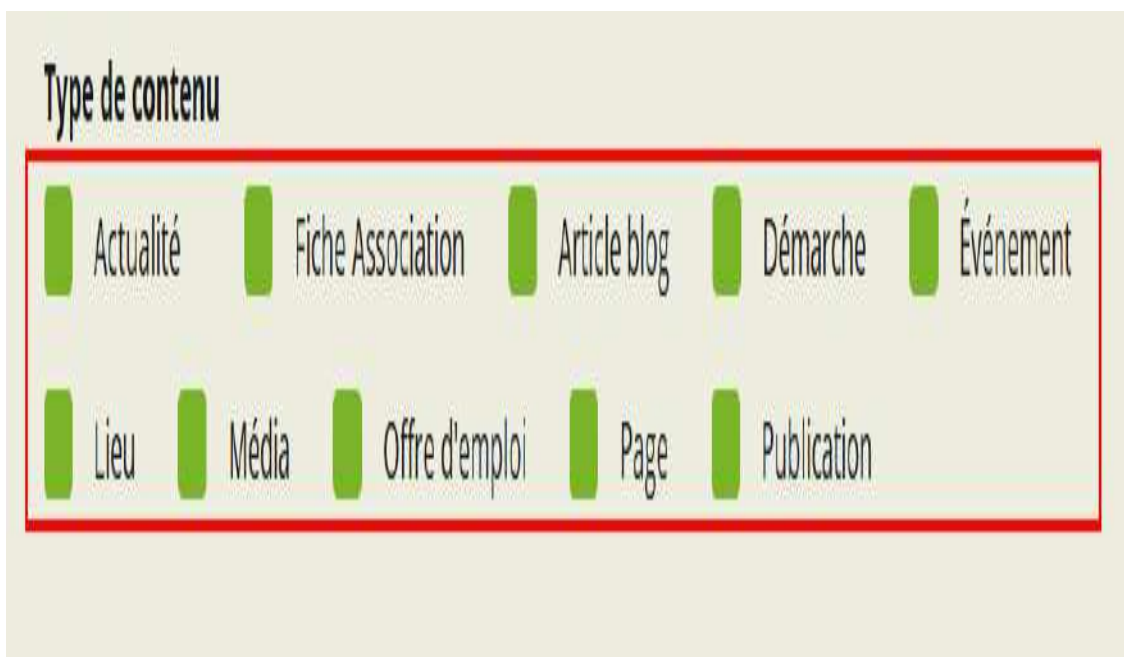 Type de contenu
Actualité Fiche Association Article blog Démarche Événement
Lieu Média Offre d'emploi Page Publication